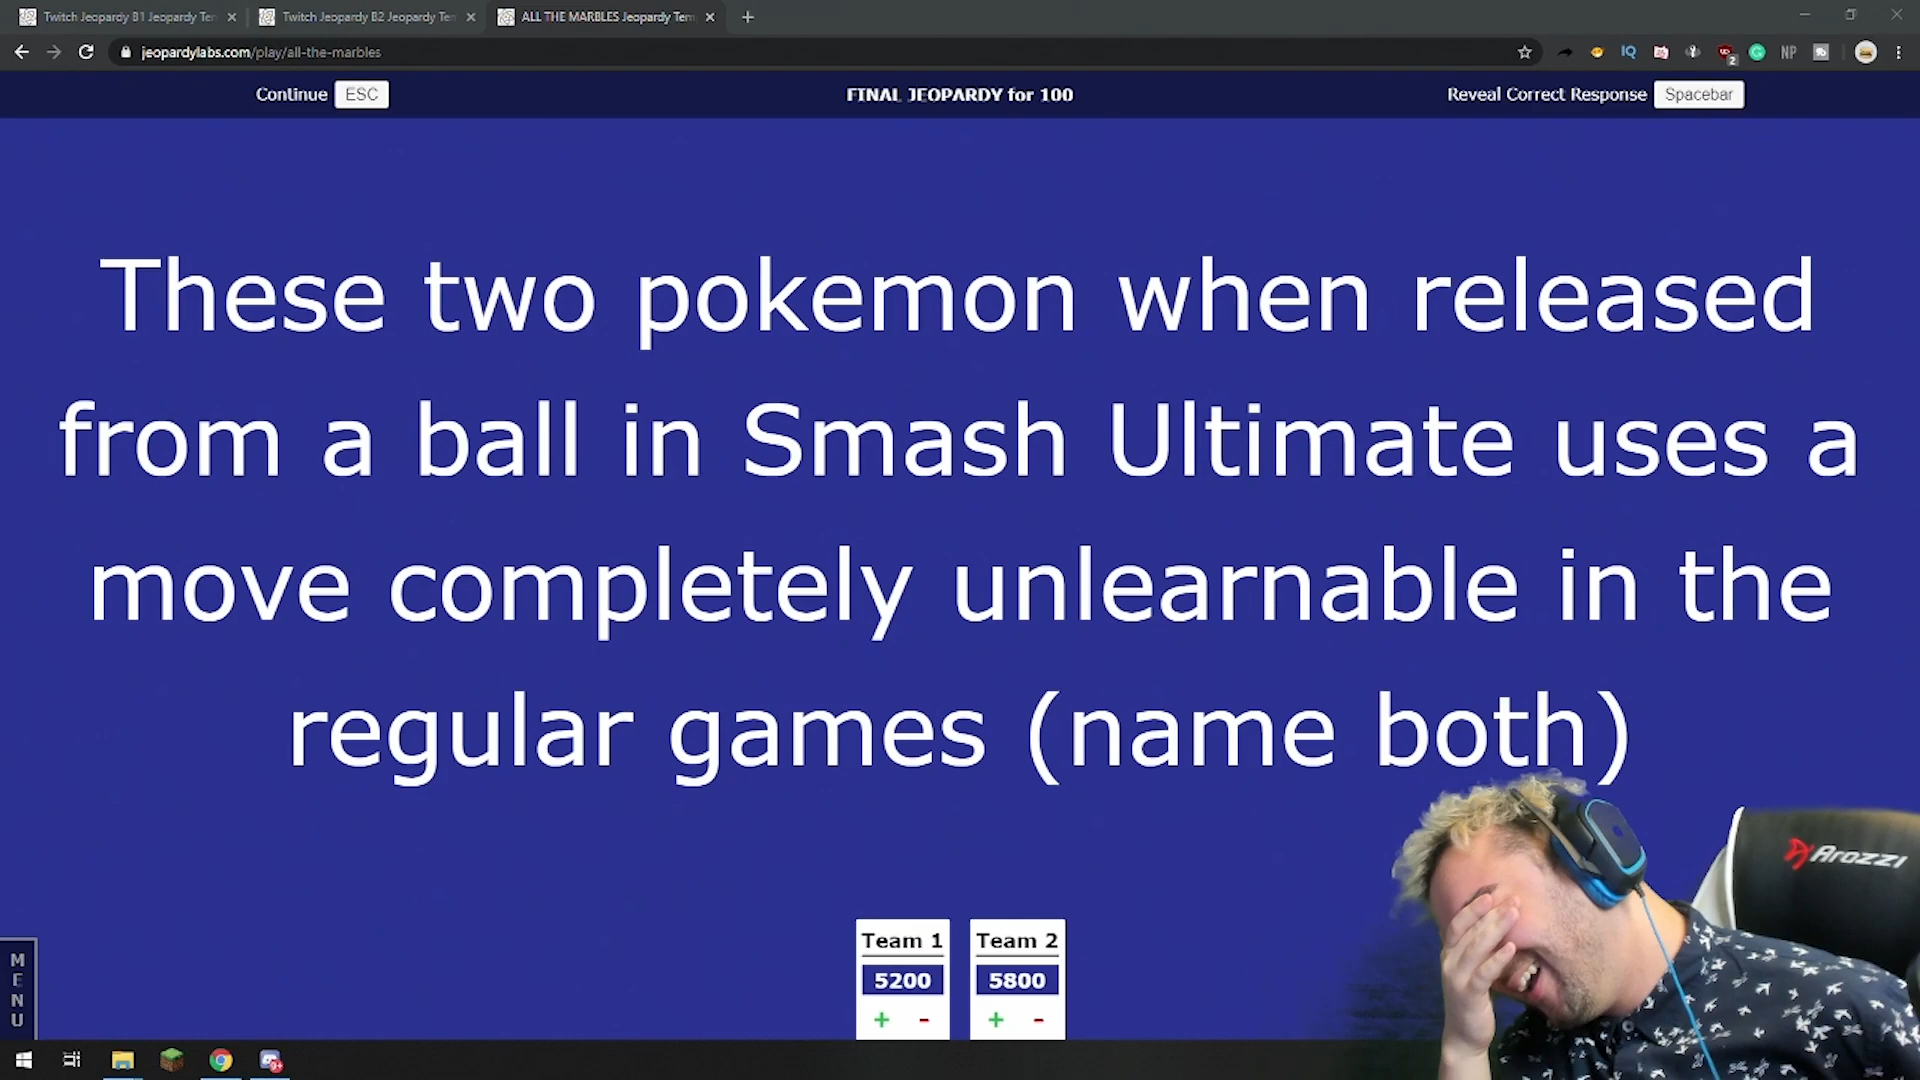 Twitch Jeopardy B1 Jeopardy Ten
Twitch Jeopardy B2 Jeopardy Ten
ALL THE MARBLES Jeopardy Tem
jeopardylabs.com/play/all-the-marbles
IQ
2
NP
Continue ESC
FINAL JEOPARDY for 100
Reveal Correct Response Spacebar
These two pokemon when released
from a ball in Smash Ultimate uses a
move completely unlearnable in the
regular games (name both)
Arozzi
Team 1
5200
+ -
Team 2
5800
+ -
MENU